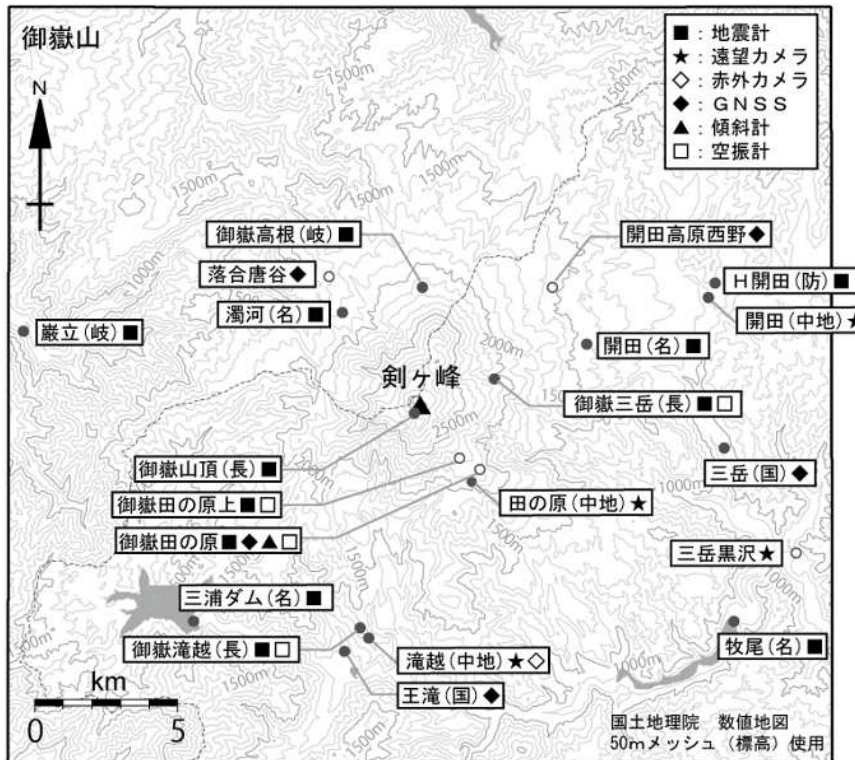 御嶽山
N
■：地震計
★：遠望カメラ
◇：赤外カメラ
◆：ＧＮＳＳ
▲：傾斜計
□：空振計
1500m
1500m
1500m
1500m
1000m
御嶽高根(岐)■
開田高原西野◆
落合唐谷◆
Ｈ開田(防)■
濁河(名)■
開田(中地)★
巌立(岐)■
開田(名)■
2000m
剣ヶ峰
御嶽三岳(長)■□
2500m
御嶽山頂(長)■
三岳(国)◆
1000m
御嶽田の原上■□
田の原(中地)★
御嶽田の原■◆▲□
三岳黒沢★
1500m
三浦ダム(名)■
御嶽滝越(長)■□
滝越(中地)★◇
牧尾(名)■
1000m
1500m
王滝(国)◆
1500m
km
0 5
国土地理院　数値地図
50mメッシュ（標高）使用